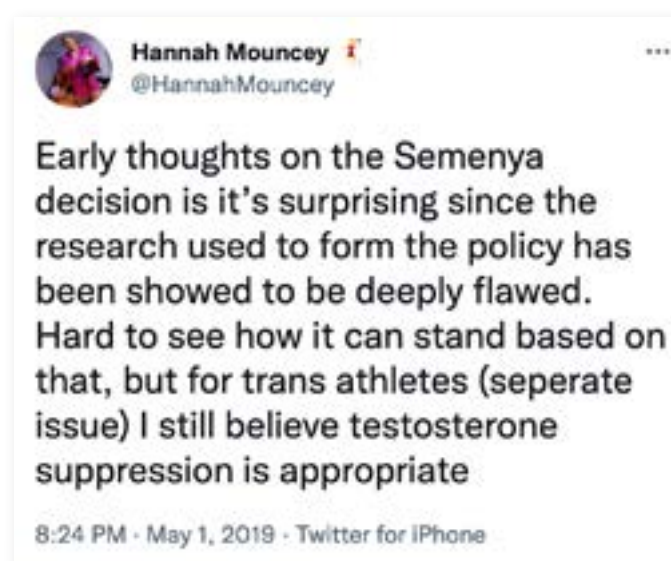 Hannah Mouncey
@HannahMouncey
Early thoughts on the Semenya
decision is it's surprising since the
research used to form the policy has
been showed to be deeply flawed.
Hard to see how it can stand based on
that, but for trans athletes (seperate
issue) I still believe testosterone
suppression is appropriate
8:24 PM · May 1, 2019 · Twitter for iPhone